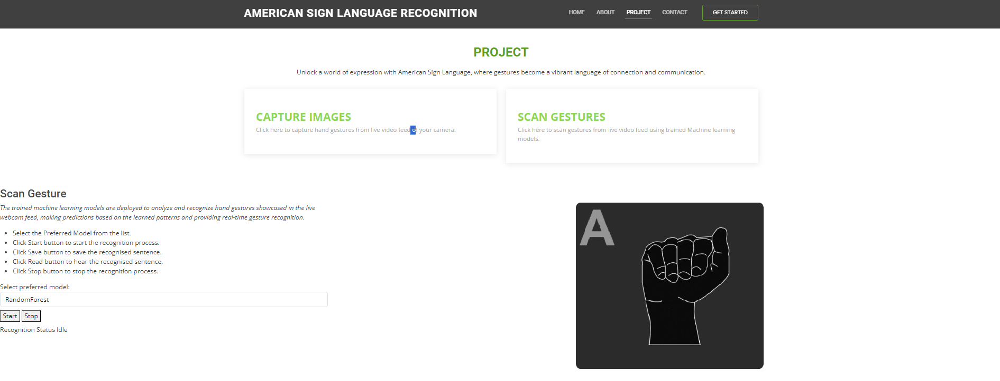 AMERICAN SIGN LANGUAGE RECOGNITION
HOME
ABOUT
PROJECT
CONTACT
GET STARTED
PROJECT
Unlock a world of expression with American Sign Language, where gestures become a vibrant language of connection and communication.
CAPTURE IMAGES
Click here to capture hand gestures from live video feed of your camera.
SCAN GESTURES
Click here to scan gestures from live video feed using trained Machine learning
models.
Scan Gesture
The trained machine learning models are deployed to analyze and recognize hand gestures showcased in the live
webcam feed, making predictions based on the learned patterns and providing real-time gesture recognition.
Select the Preferred Model from the list.
Click Start button to start the recognition process.
Click Save button to save the recognised sentence.
Click Read button to hear the recognised sentence.
Click Stop button to stop the recognition process.
Select preferred model:
RandomForest
Start Stop
Recognition Status Idle
A